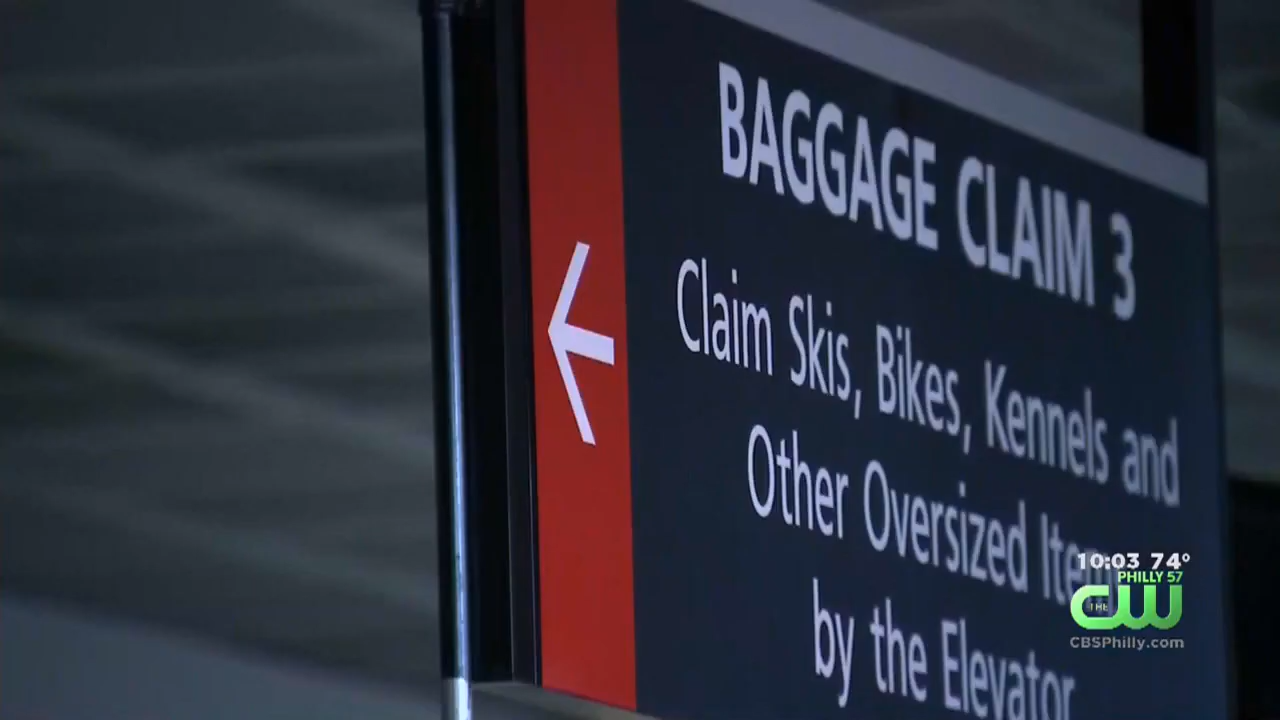 BAGGAGE CLAIM 3
Claim Skis, Bikes, Kennels and
Other Oversized
by the Elevator
10:03 74°
PHILLY 57
THE CW
CBSPhilly.com